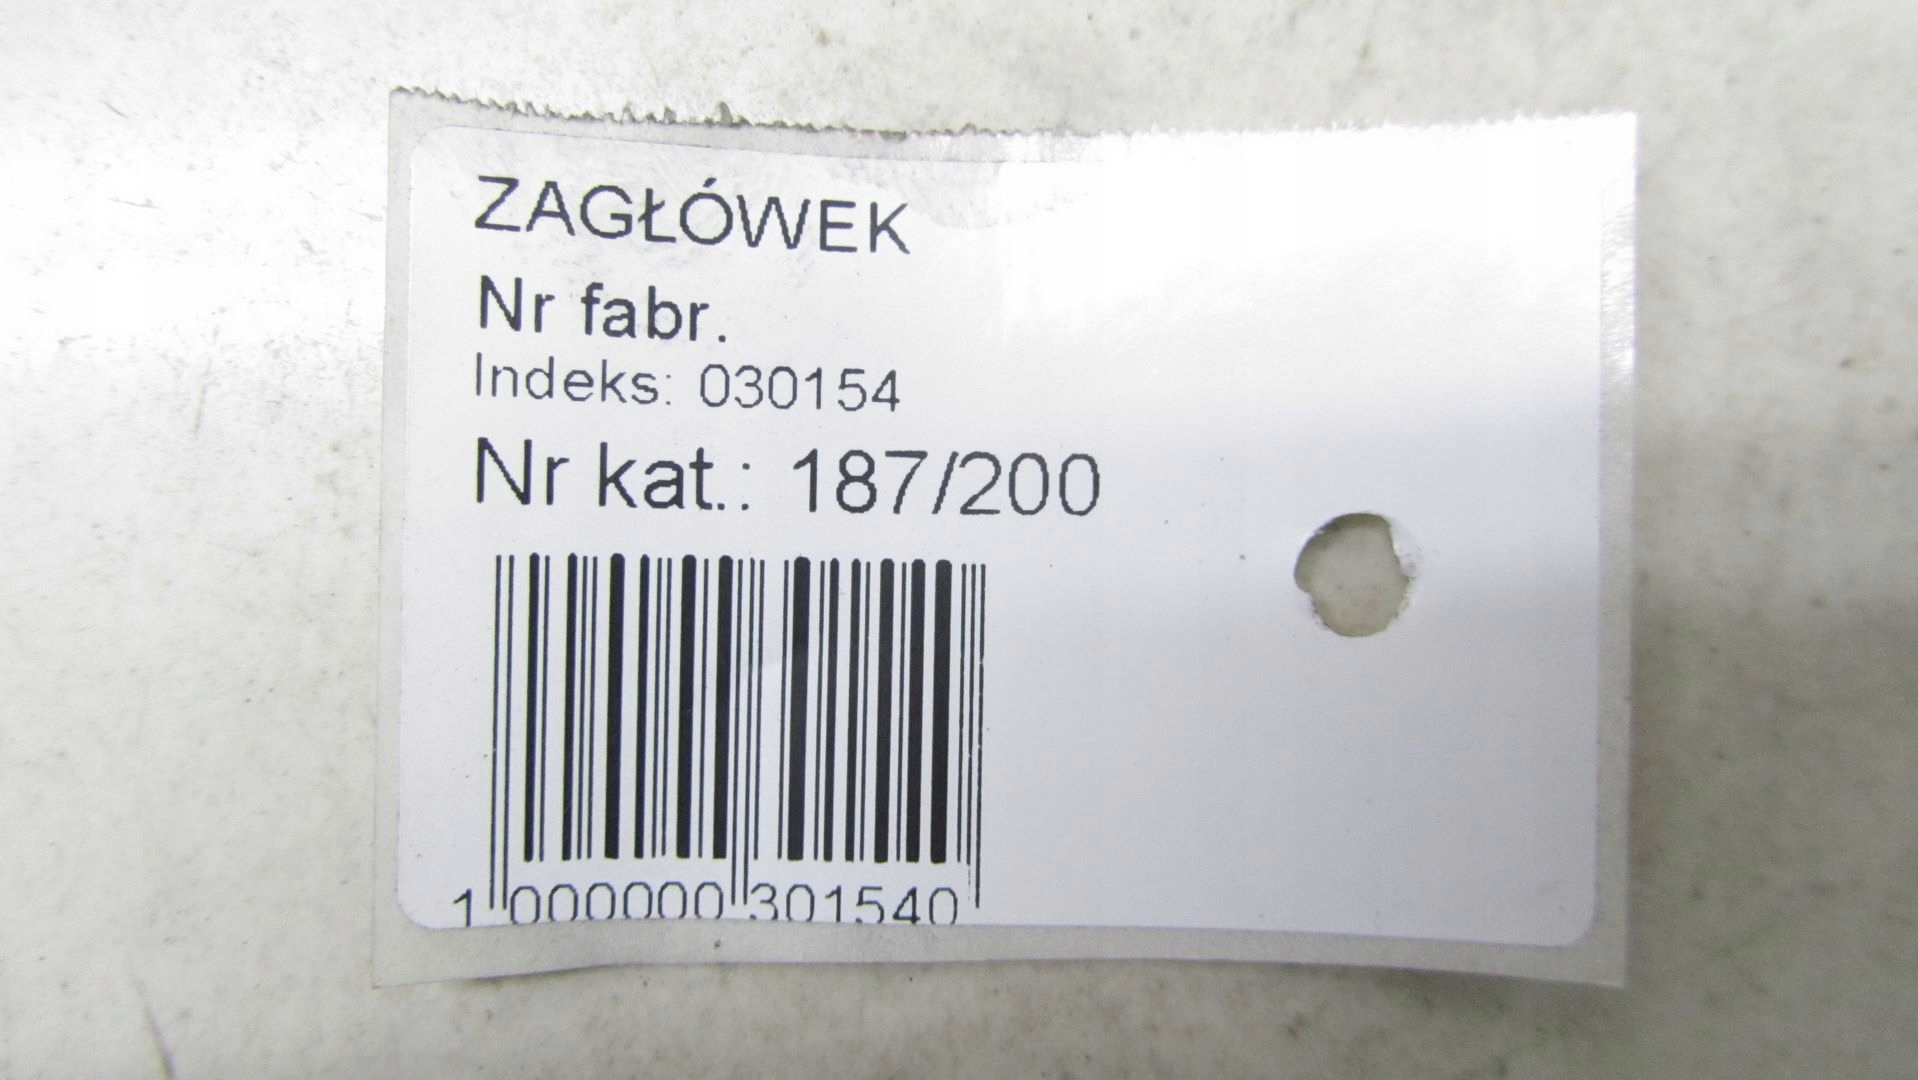 ZAGŁÓWEK
Nr fabr.
Indeks: 030154
Nr kat.: 187/200
1 000000 301540